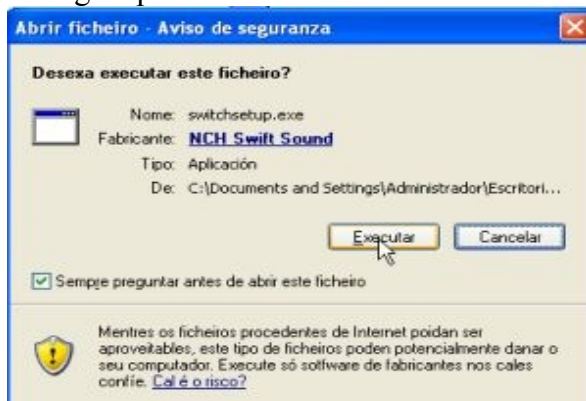 Abrir ficheiro - Aviso de seguranza
Desexa executar este ficheiro?
Nome: switchsetup.exe
Fabricante: NCH Swift Sound
Tipo: Aplicación
De: C:\Documents and Settings\Administrador\Escritori...
Executar Cancelar
Sempre preguntar antes de abrir este ficheiro
Mentres os ficheiros procedentes de Internet poidan ser
aproveitables, este tipo de ficheiros poden potencialmente danar o
seu computador. Execute só software de fabricantes nos cales
confíe. Cal é o risco?